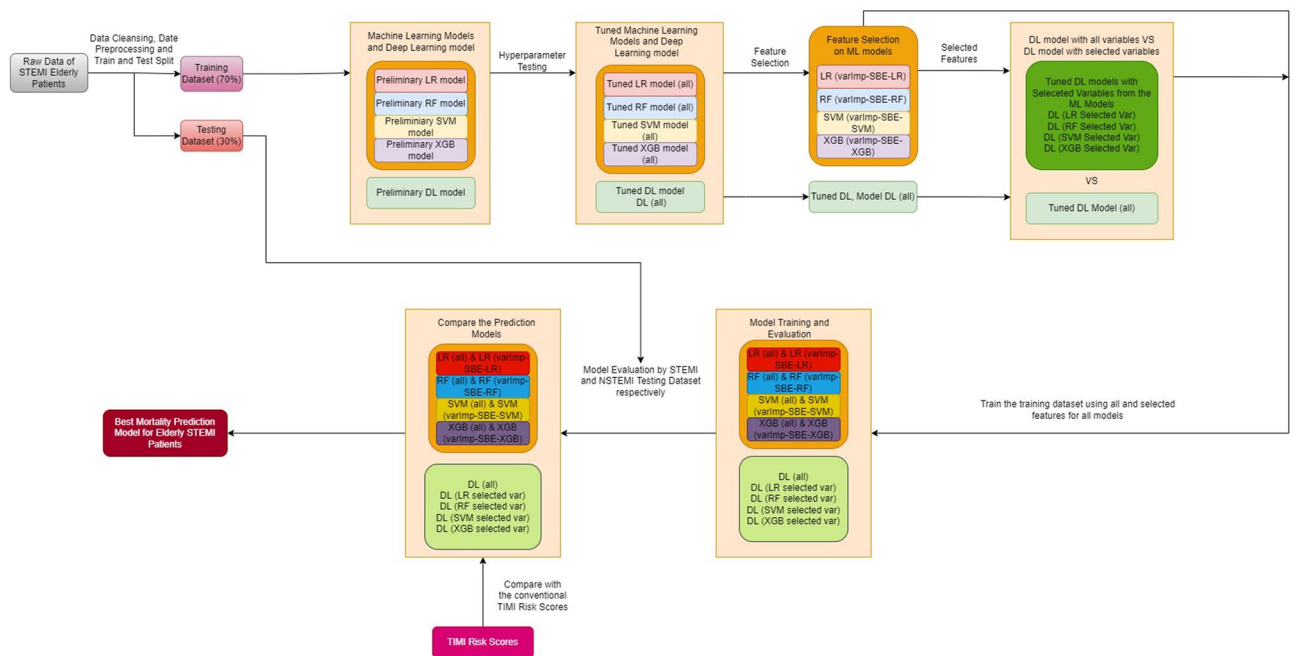 Raw Data of
STEMI Elderly
Patients
Data Cleansing, Date
Preprocessing and
Train and Test Split
Training
Dataset (70%)
Testing
Dataset (30%)
Machine Learning Models
and Deep Learning model
Preliminary LR model
Preliminary RF model
Preliminiary SVM
model
Preliminary XGB
model
Preliminary DL model
Hyperparameter
Testing
Tuned Machine Learning
Models and Deep
Learning model
Tuned LR model (all)
Tuned RF model (all)
Tuned SVM model
(all)
Tuned XGB model
(all)
Tuned DL model
DL (all)
Feature
Selection
Feature Selection
on ML models
LR (varImp-SBE-LR)
RF (varImp-SBE-RF)
SVM (varImp-SBE-
SVM)
XGB (varImp-SBE-
XGB)
Tuned DL, Model DL (all)
Selected
Features
DL model with all variables VS
DL model with selected variables
Tuned DL models with
Seleceted Variables from the
ML Models
DL (LR Selected Var)
DL (RF Selected Var)
DL (SVM Selected Var)
DL (XGB Selected Var)
VS
Tuned DL Model (all)
Train the training dataset using all and selected
features for all models
Model Training and
Evaluation
LR (all) & LR (varImp-
SBE-LR)
RF (all) & RF (varImp-
SBE-RF)
SVM (all) & SVM
(varImp-SBE-SVM)
XGB (all) & XGB
(varImp-SBE-XGB)
DL (all)
DL (LR selected var)
DL (RF selected var)
DL (SVM selected var)
DL (XGB selected var)
Model Evaluation by STEMI
and NSTEMI Testing Dataset
respectively
Compare the Prediction
Models
LR (all) & LR (varImp-
SBE-LR)
RF (all) & RF (varImp-
SBE-RF)
SVM (all) & SVM
(varImp-SBE-SVM)
XGB (all) & XGB
(varImp-SBE-XGB)
DL (all)
DL (LR selected var)
DL (RF selected var)
DL (SVM selected var)
DL (XGB selected var)
Best Mortality Prediction
Model for Elderly STEMI
Patients
Compare with
the conventional
TIMI Risk Scores
TIMI Risk Scores